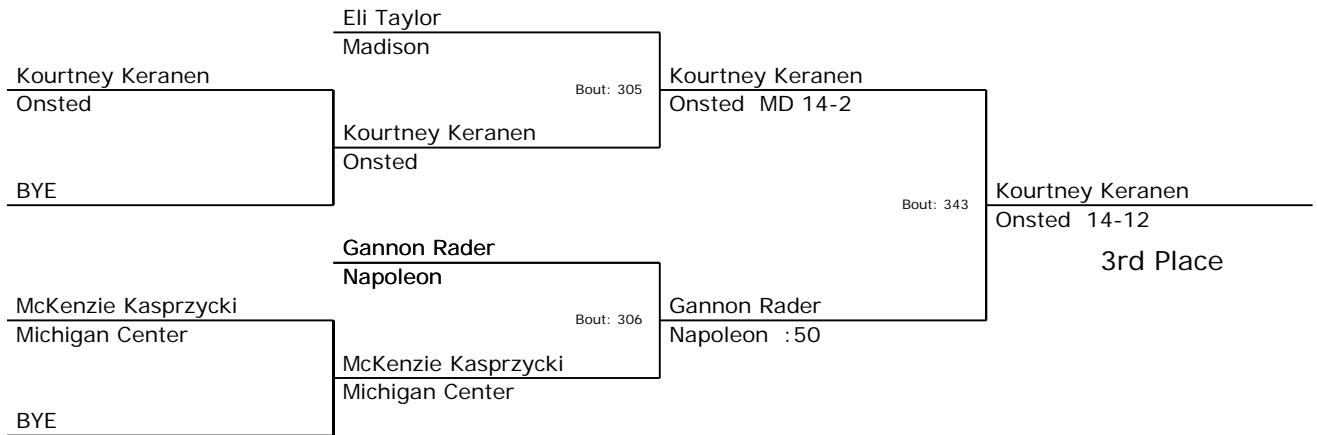 Eli Taylor
Madison
Kourtney Keranen
Onsted
Bout: 305
Kourtney Keranen
Onsted MD 14-2
Kourtney Keranen
Onsted
BYE
Bout: 343
Kourtney Keranen
Onsted 14-12
3rd Place
Gannon Rader
Napoleon
McKenzie Kasprzycki
Michigan Center
Bout: 306
Gannon Rader
Napoleon :50
McKenzie Kasprzycki
Michigan Center
BYE